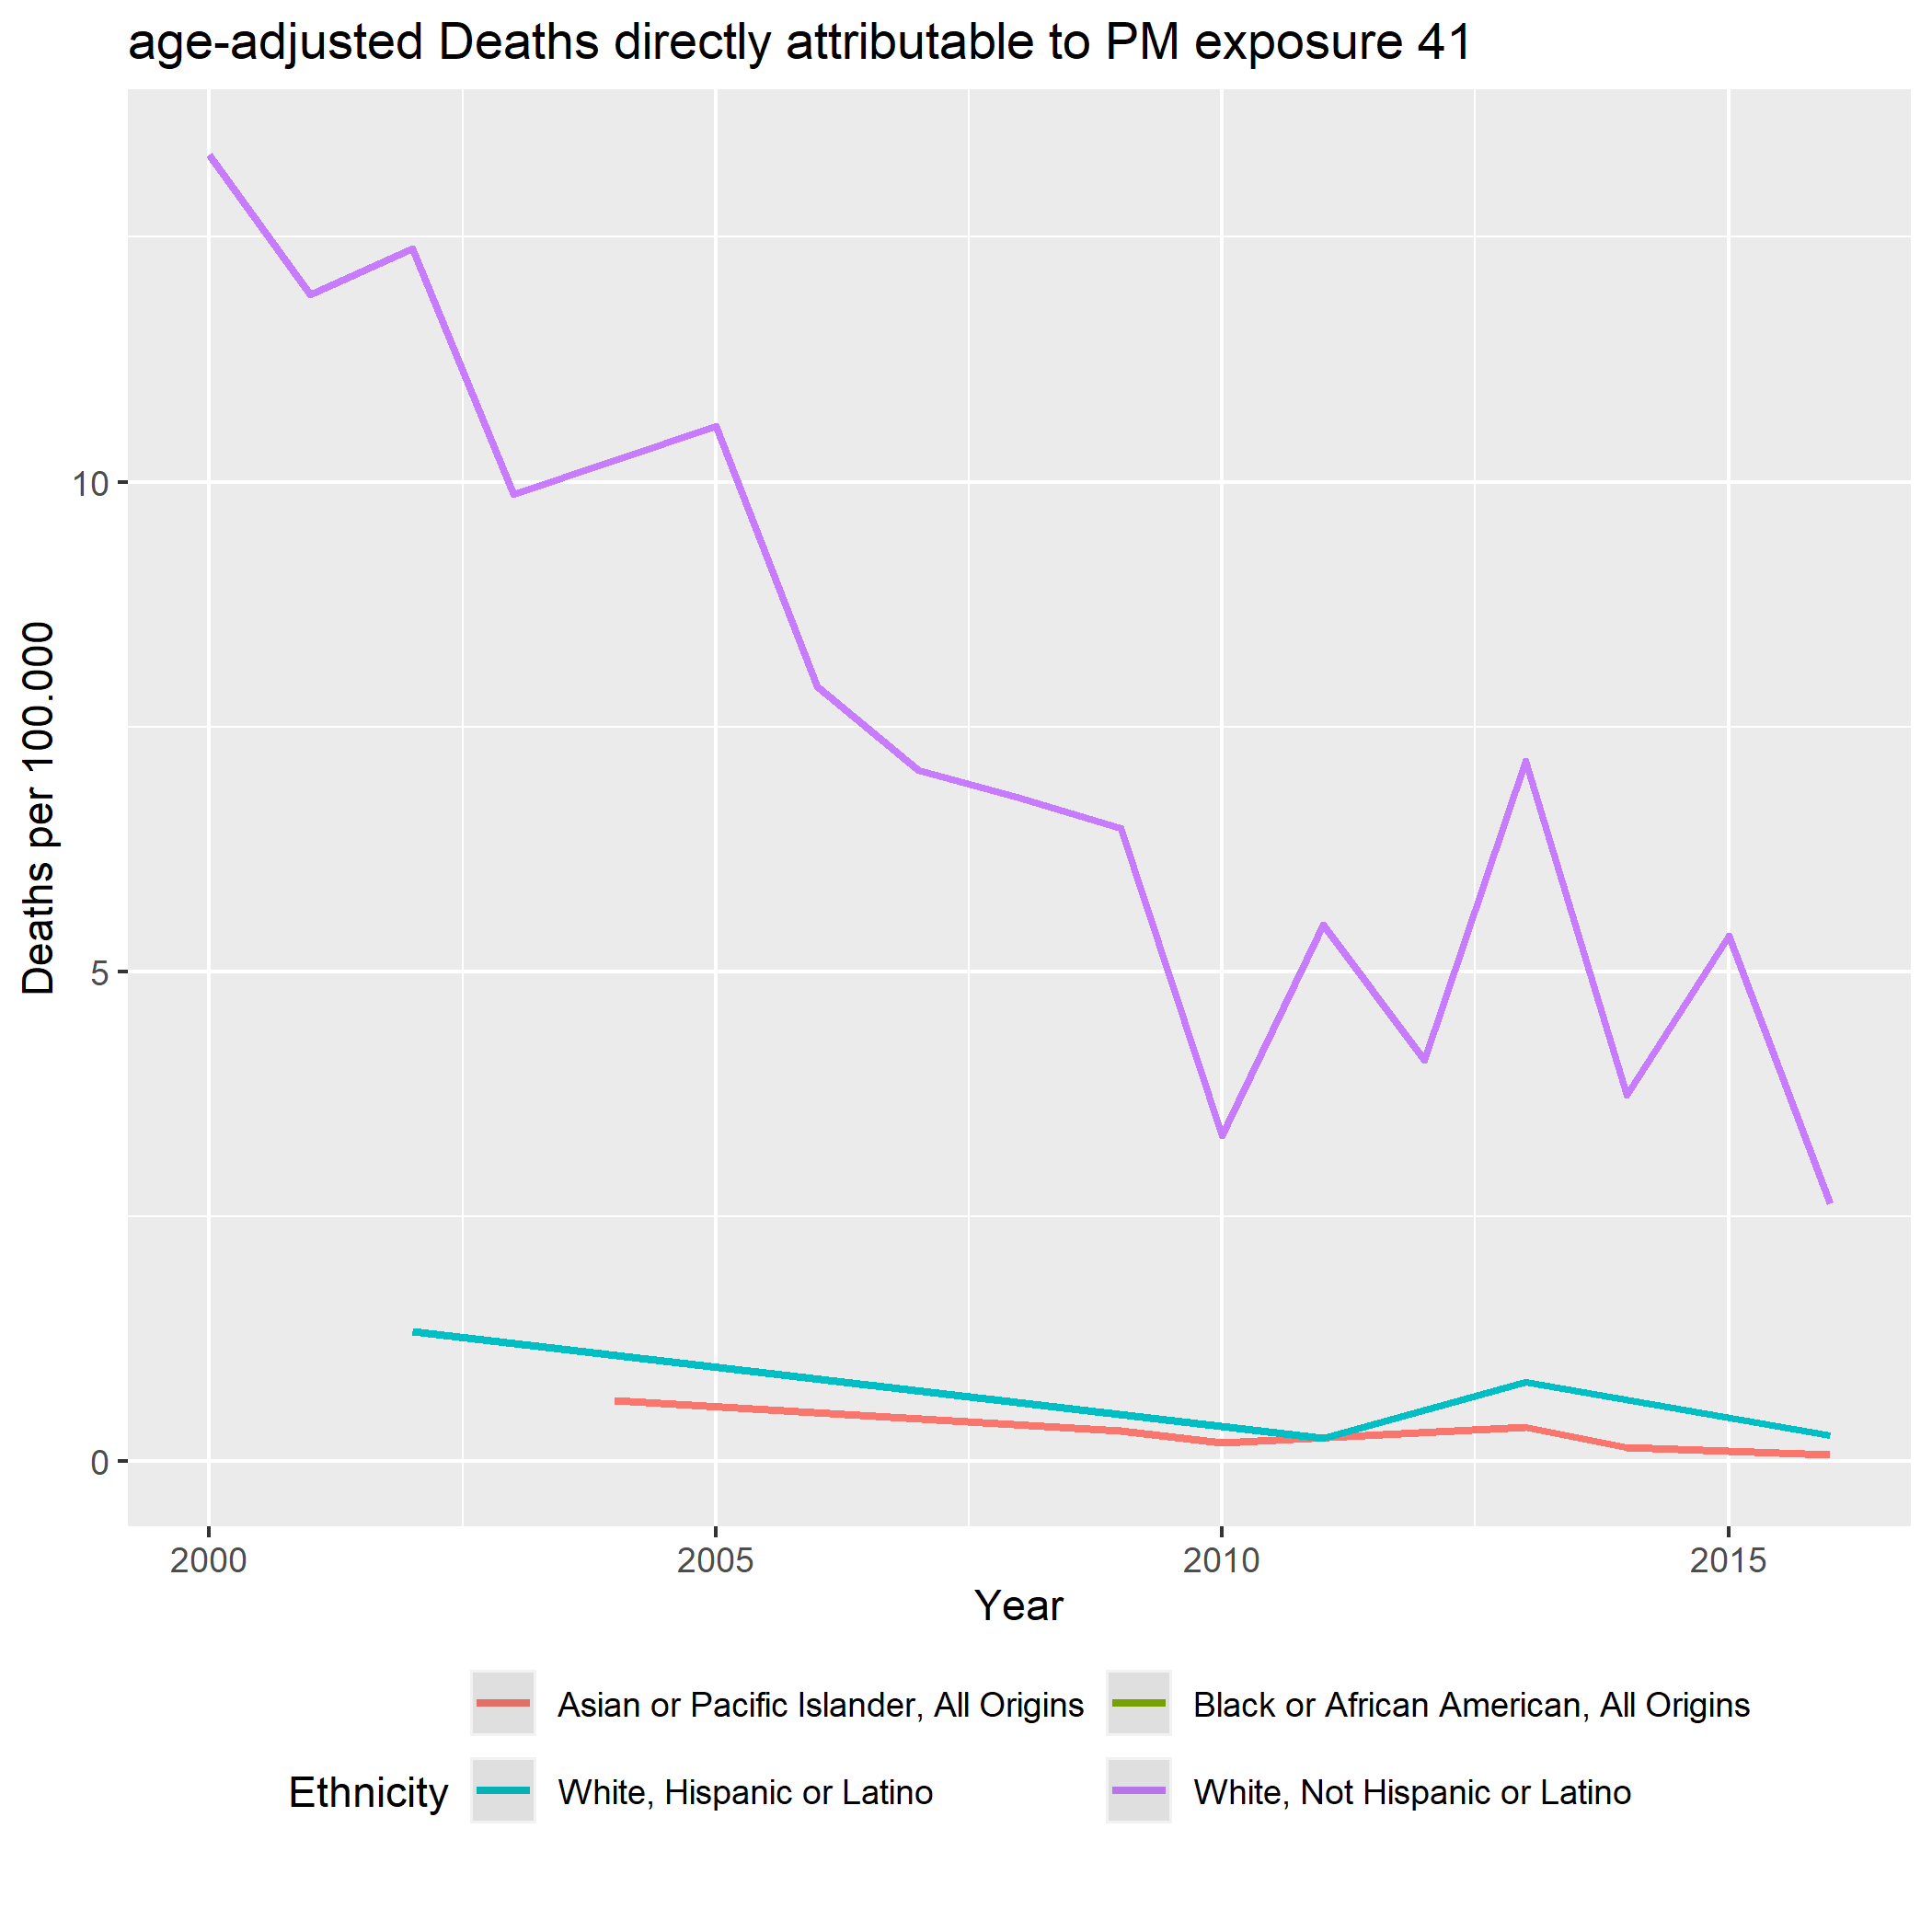 age-adjusted Deaths directly attributable to PM exposure 41
Deaths per 100.000
10
5
0
2000 2005 2010 2015
Year
Ethnicity
Asian or Pacific Islander, All Origins
Black or African American, All Origins
White, Hispanic or Latino
White, Not Hispanic or Latino